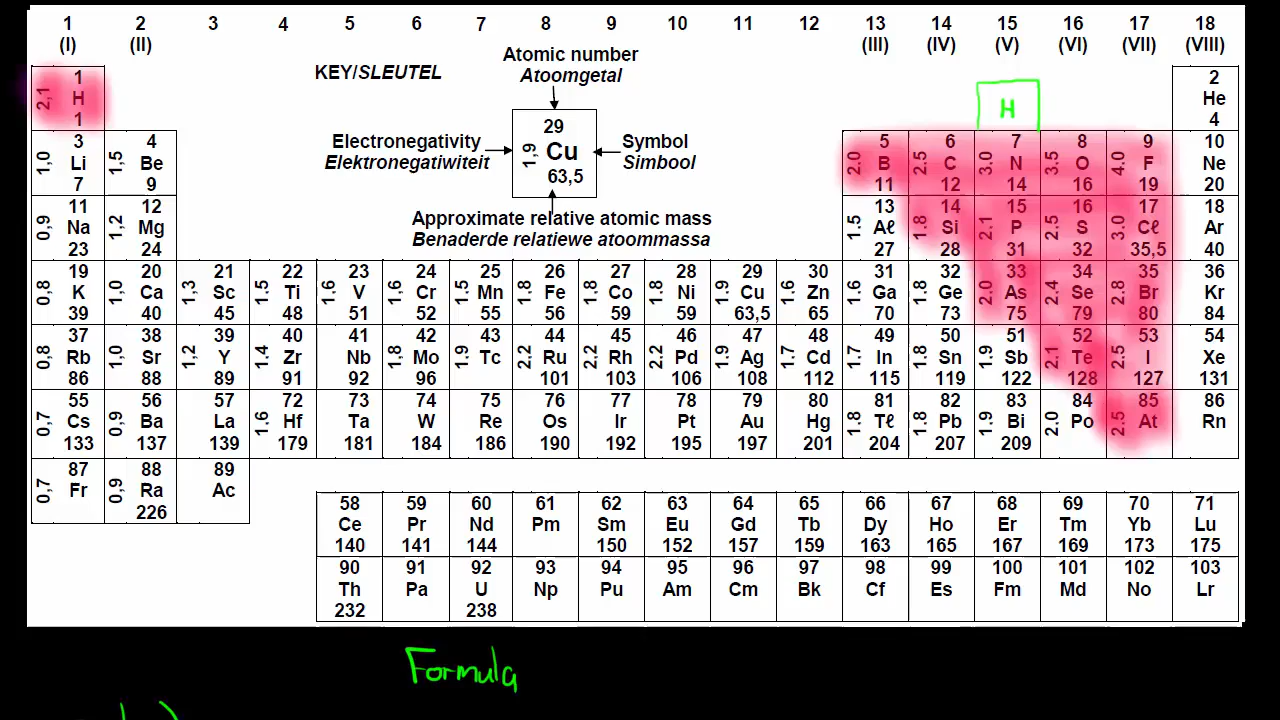 1 2 3 4 5 6 7 8 9 10 11 12 13 14 15 16 17 18
(I) (II) (III) (IV) (V) (VI) (VII) (VIII)
Atomic number
KEY/SLEUTEL Atoomgetal
1 2
2,1 H H He
1 4
29
Electronegativity 1,9 Cu Symbol
Elektronegatiwiteit Simbool
63,5
3 4 5 6 7 8 9 10
1,0 Li 1,5 Be 2.0 B 2.5 C 3.0 N 3.5 O 4.0 F Ne
7 9 11 12 14 16 19 20
Approximate relative atomic mass
Benaderde relatiewe atoommassa
11 12 13 14 15 16 17 18
0,9 Na 1,2 Mg 1.5 Aℓ 1.8 Si 2.1 P 2.5 S 3.0 Cℓ Ar
23 24 27 28 31 32 35,5 40
19 20 21 22 23 24 25 26 27 28 29 30 31 32 33 34 35 36
0,8 K 1,0 Ca 1,3 Sc 1.5 Ti 1.6 V 1.6 Cr 1.5 Mn 1.8 Fe 1.8 Co 1.8 Ni 1.9 Cu 1.6 Zn 1.6 Ga 1.8 Ge 2.0 As 2.4 Se 2.8 Br Kr
39 40 45 48 51 52 55 56 59 59 63,5 65 70 73 75 79 80 84
37 38 39 40 41 42 43 44 45 46 47 48 49 50 51 52 53 54
0,8 Rb 1,0 Sr 1,2 Y 1.4 Zr Nb 1,8 Mo 1.9 Tc 2.2 Ru 2.2 Rh 2.2 Pd 1.9 Ag 1.7 Cd 1.7 In 1.8 Sn 1.9 Sb 2.1 Te 2.5 I Xe
86 88 89 91 92 96 101 103 106 108 112 115 119 122 128 127 131
55 56 57 72 73 74 75 76 77 78 79 80 81 82 83 84 85 86
0,7 Cs 0,9 Ba La 1.6 Hf Ta W Re Os Ir Pt Au Hg 1.8 Tℓ 1.8 Pb 1.9 Bi 2.0 Po 2.5 At Rn
133 137 139 179 181 184 186 190 192 195 197 201 204 207 209
87 88 89
0,7 Fr 0,9 Ra Ac
226
58 59 60 61 62 63 64 65 66 67 68 69 70 71
Ce Pr Nd Pm Sm Eu Gd Tb Dy Ho Er Tm Yb Lu
140 141 144 150 152 157 159 163 165 167 169 173 175
90 91 92 93 94 95 96 97 98 99 100 101 102 103
Th Pa U Np Pu Am Cm Bk Cf Es Fm Md No Lr
232 238
Formula